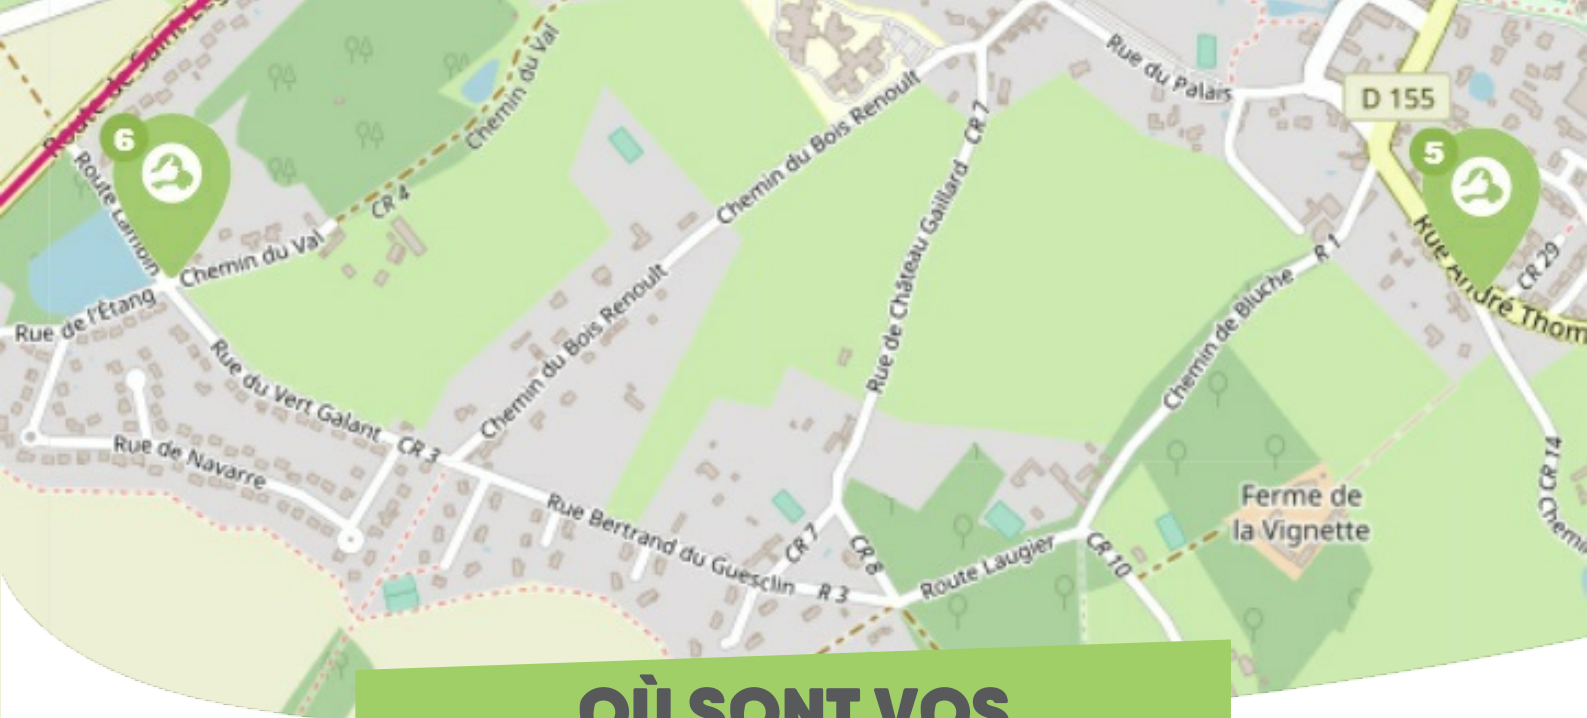 Route de Saint-Lég
Chemin du Val
Rue du Palais
D 155
6
5
Route Lamoin
CR 4
Chemin du Bois Renoult
CR 7
Rue de Château Gaillard
Chemin du Val
R 1
Rue André Thom
CR 29
Rue de l'Étang
Chemin du Bois Renoult
Chemin de Bluche
Rue du Vert Galant
CR 3
Rue de Navarre
Ferme de
la Vignette
(C) CR 14
Chemi
Rue Bertrand du Guesclin
R 3
CR 7
CR 8
Route Laugier
CR 10
OÙ SONT VOS